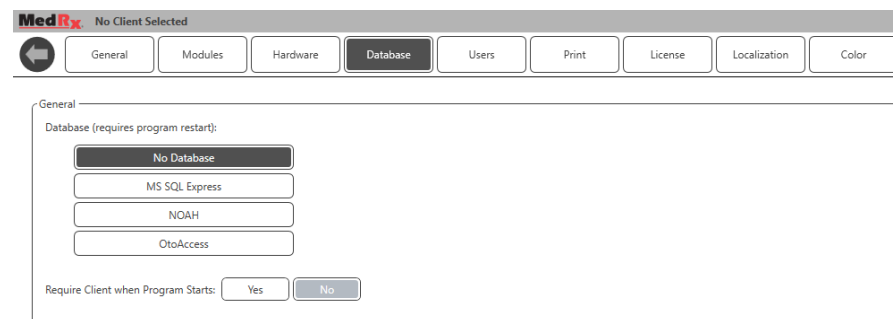 MedRx No Client Selected
General Modules Hardware Database Users Print License Localization Color
General
Database (requires program restart):
No Database
MS SQL Express
NOAH
OtoAccess
Require Client when Program Starts: Yes No